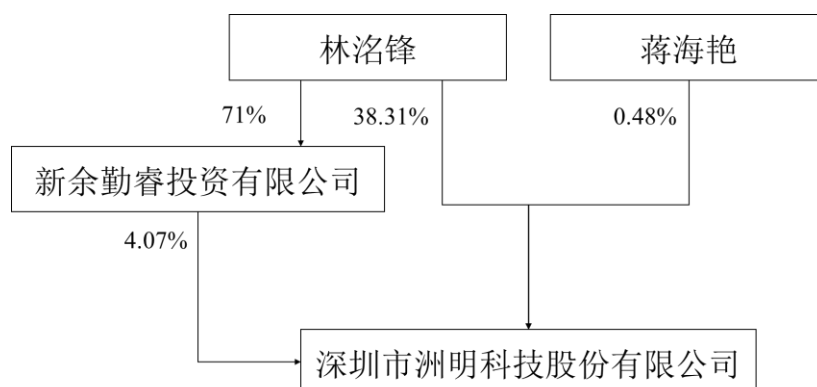 林洺锋
蒋海艳
71%
38.31%
0.48%
新余勤睿投资有限公司
4.07%
深圳市洲明科技股份有限公司